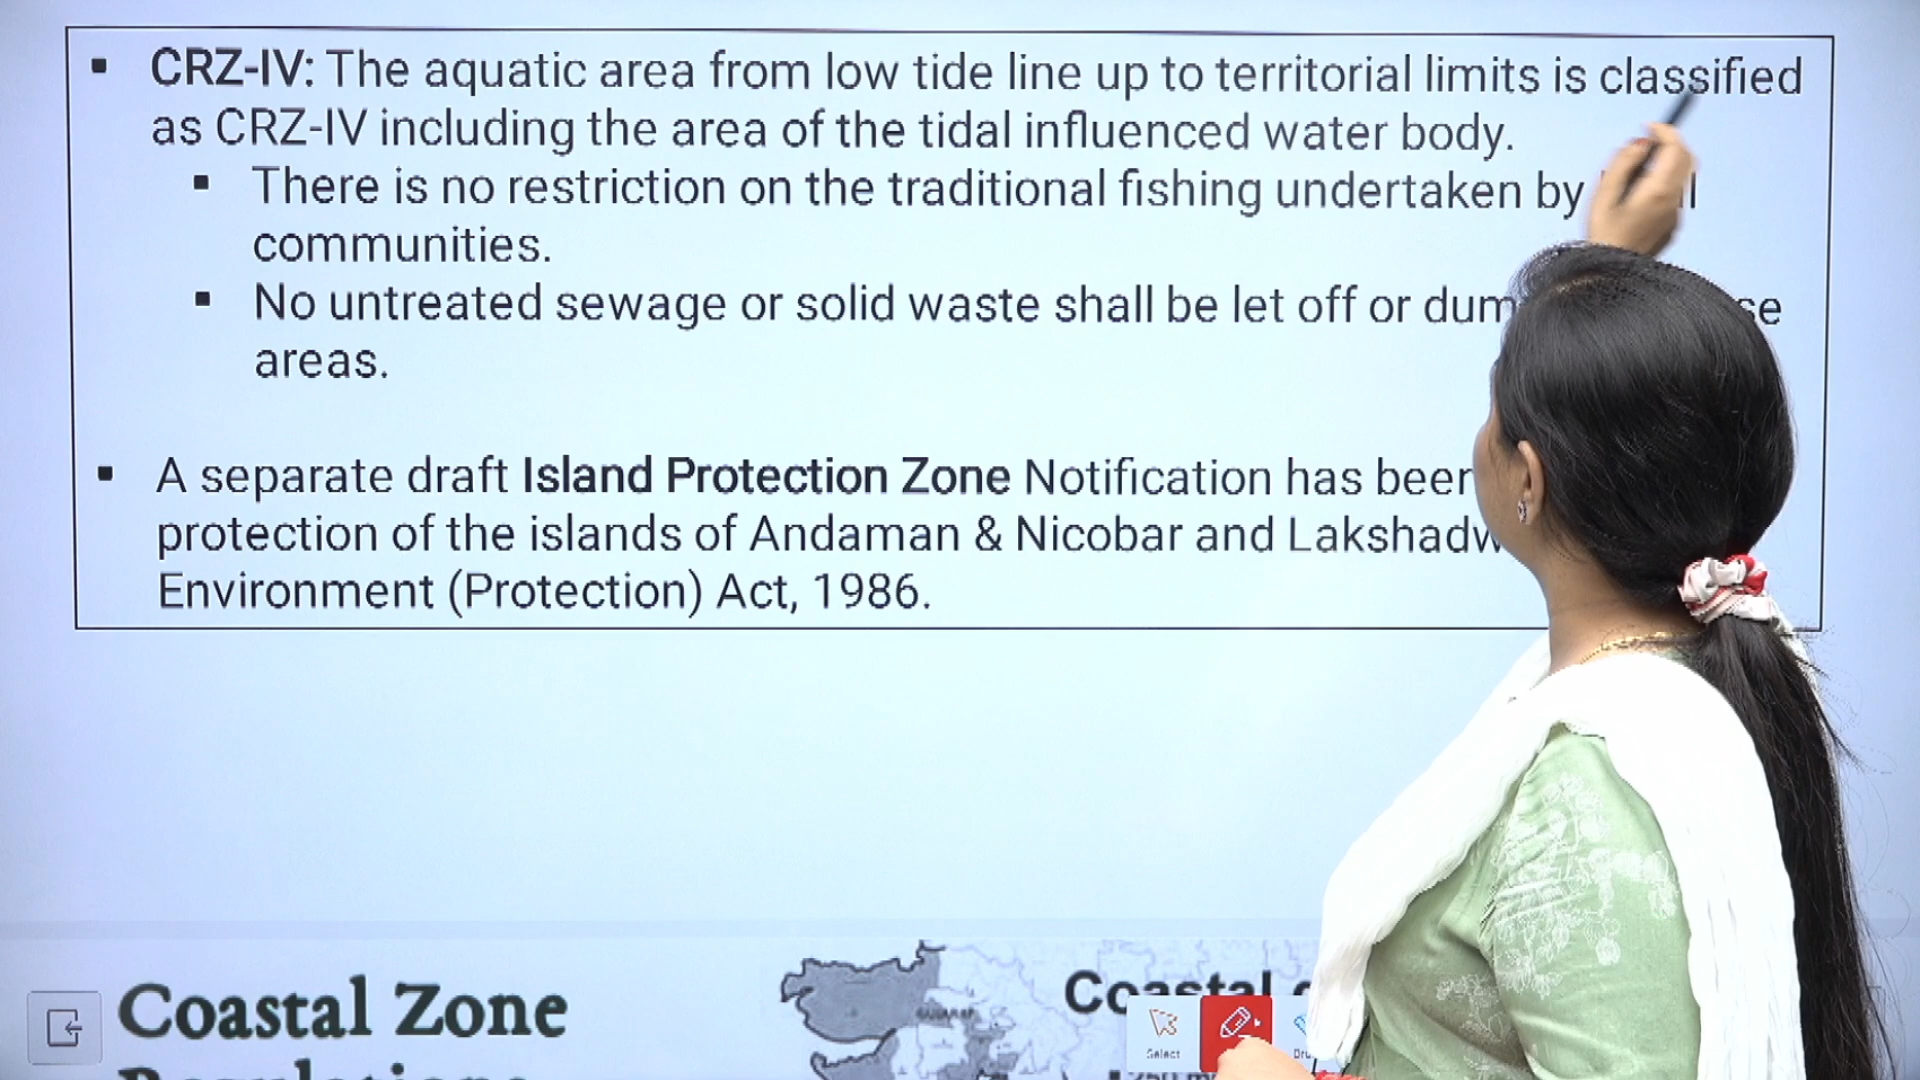 ▪ CRZ-IV: The aquatic area from low tide line up to territorial limits is classified
as CRZ-IV including the area of the tidal influenced water body.
▪ There is no restriction on the traditional fishing undertaken by
communities.
▪ No untreated sewage or solid waste shall be let off or
areas.
▪ A separate draft Island Protection Zone Notification has been
protection of the islands of Andaman & Nicobar and
Environment (Protection) Act, 1986.
Coastal Zone
Coastal
Select